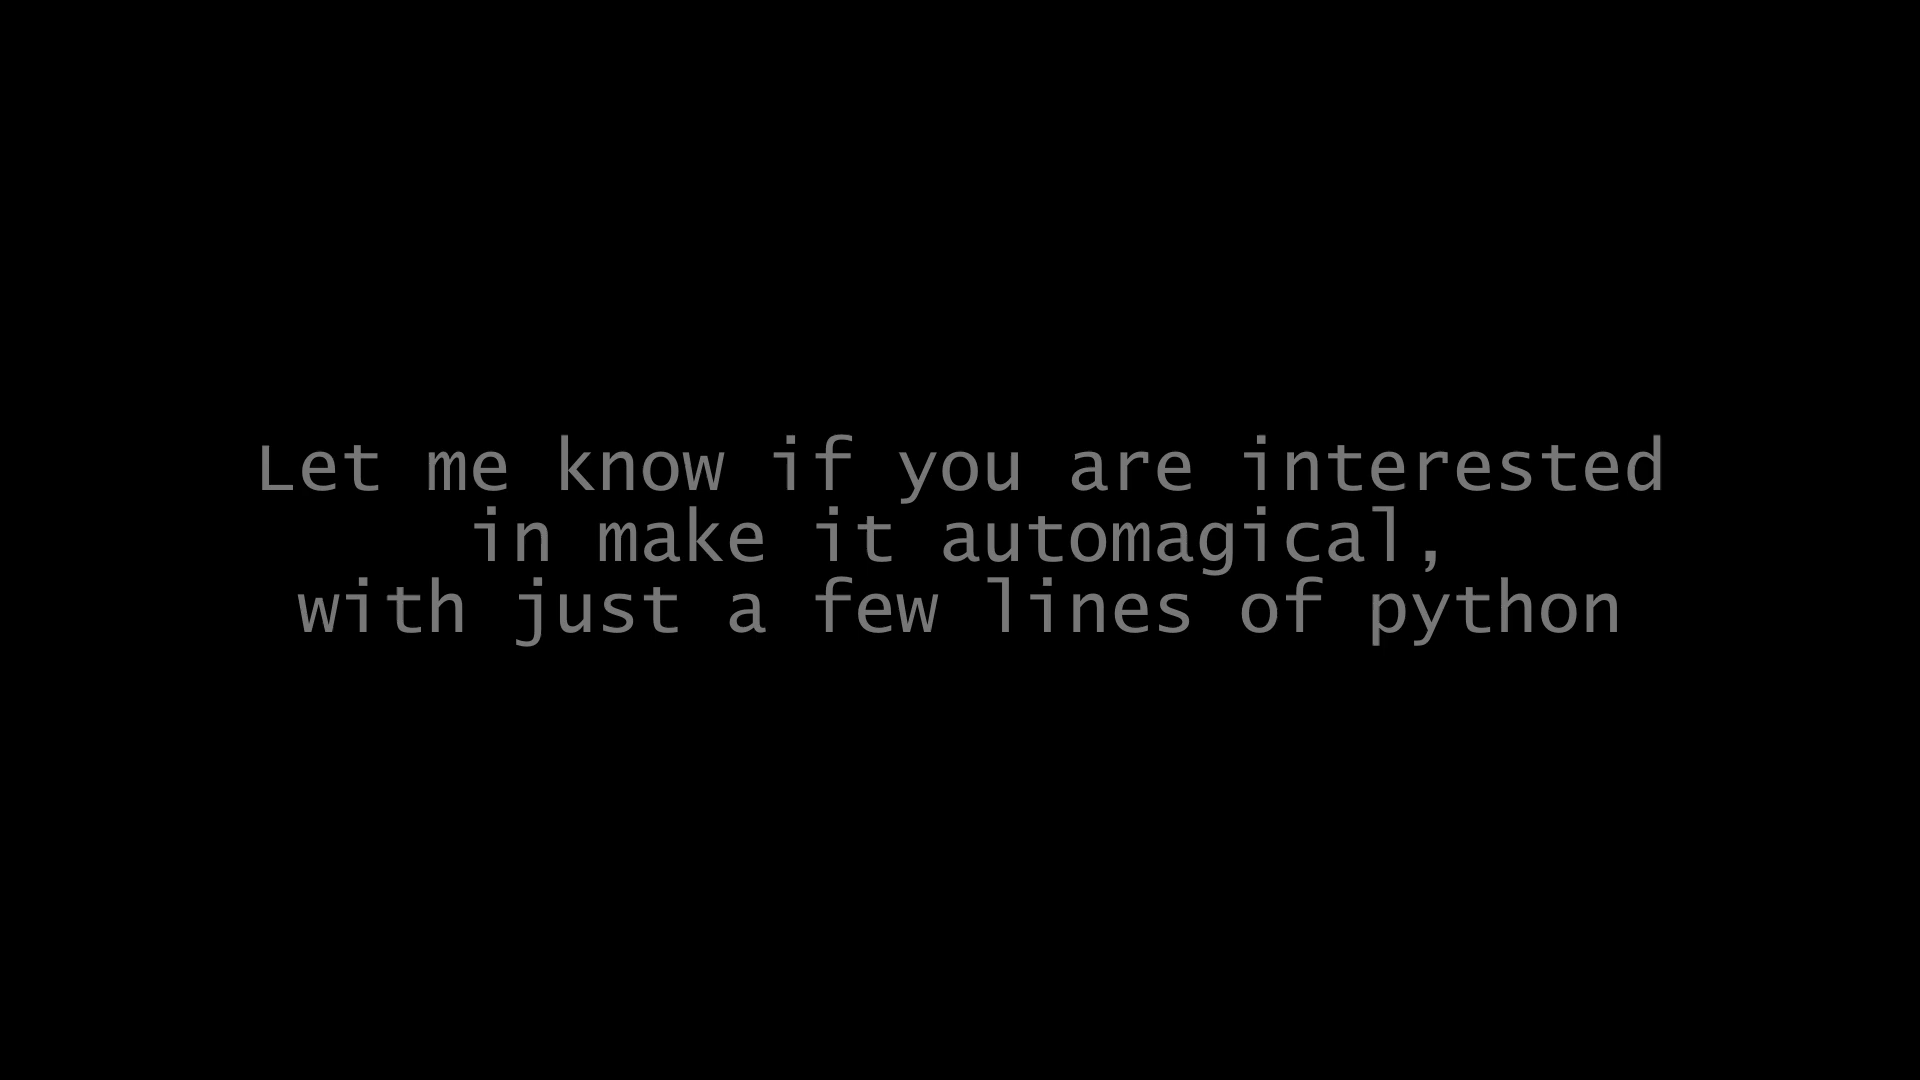 Let me know if you are interested
in make it automagical,
with just a few lines of python